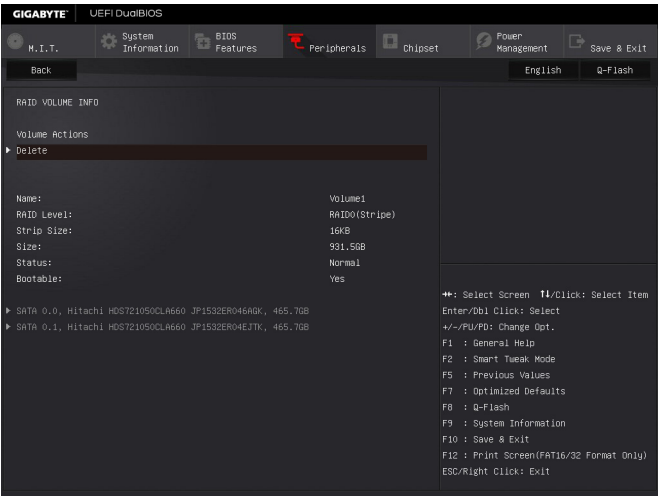 GIGABYTE™ UEFI DualBIOS
M.I.T. System Information BIOS Features Peripherals Chipset Power Management Save & Exit
Back English Q-Flash
RAID VOLUME INFO
Volume Actions
Delete
Name: Volume1
RAID Level: RAID0(Stripe)
Strip Size: 16KB
Size: 931.5GB
Status: Normal
Bootable: Yes
SATA 0.0, Hitachi HDS721050CLA660 JP1532ER046AGK, 465.7GB
SATA 0.1, Hitachi HDS721050CLA660 JP1532ER04EJTK, 465.7GB
→←: Select Screen ↑↓/Click: Select Item
Enter/Dbl Click: Select
+/-/PU/PD: Change Opt.
F1 : General Help
F2 : Smart Tweak Mode
F5 : Previous Values
F7 : Optimized Defaults
F8 : Q-Flash
F9 : System Information
F10 : Save & Exit
F12 : Print Screen(FAT16/32 Format Only)
ESC/Right Click: Exit